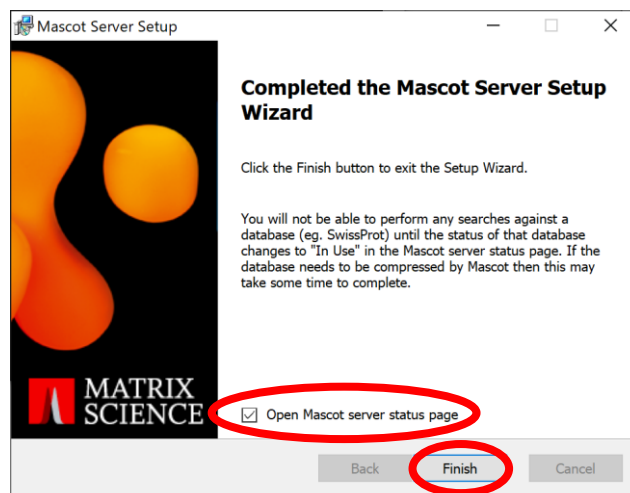 Mascot Server Setup
Completed the Mascot Server Setup
Wizard
Click the Finish button to exit the Setup Wizard.
You will not be able to perform any searches against a
database (eg. SwissProt) until the status of that database
changes to "In Use" in the Mascot server status page. If the
database needs to be compressed by Mascot then this may
take some time to complete.
MATRIX
SCIENCE
Open Mascot server status page
Back Finish Cancel